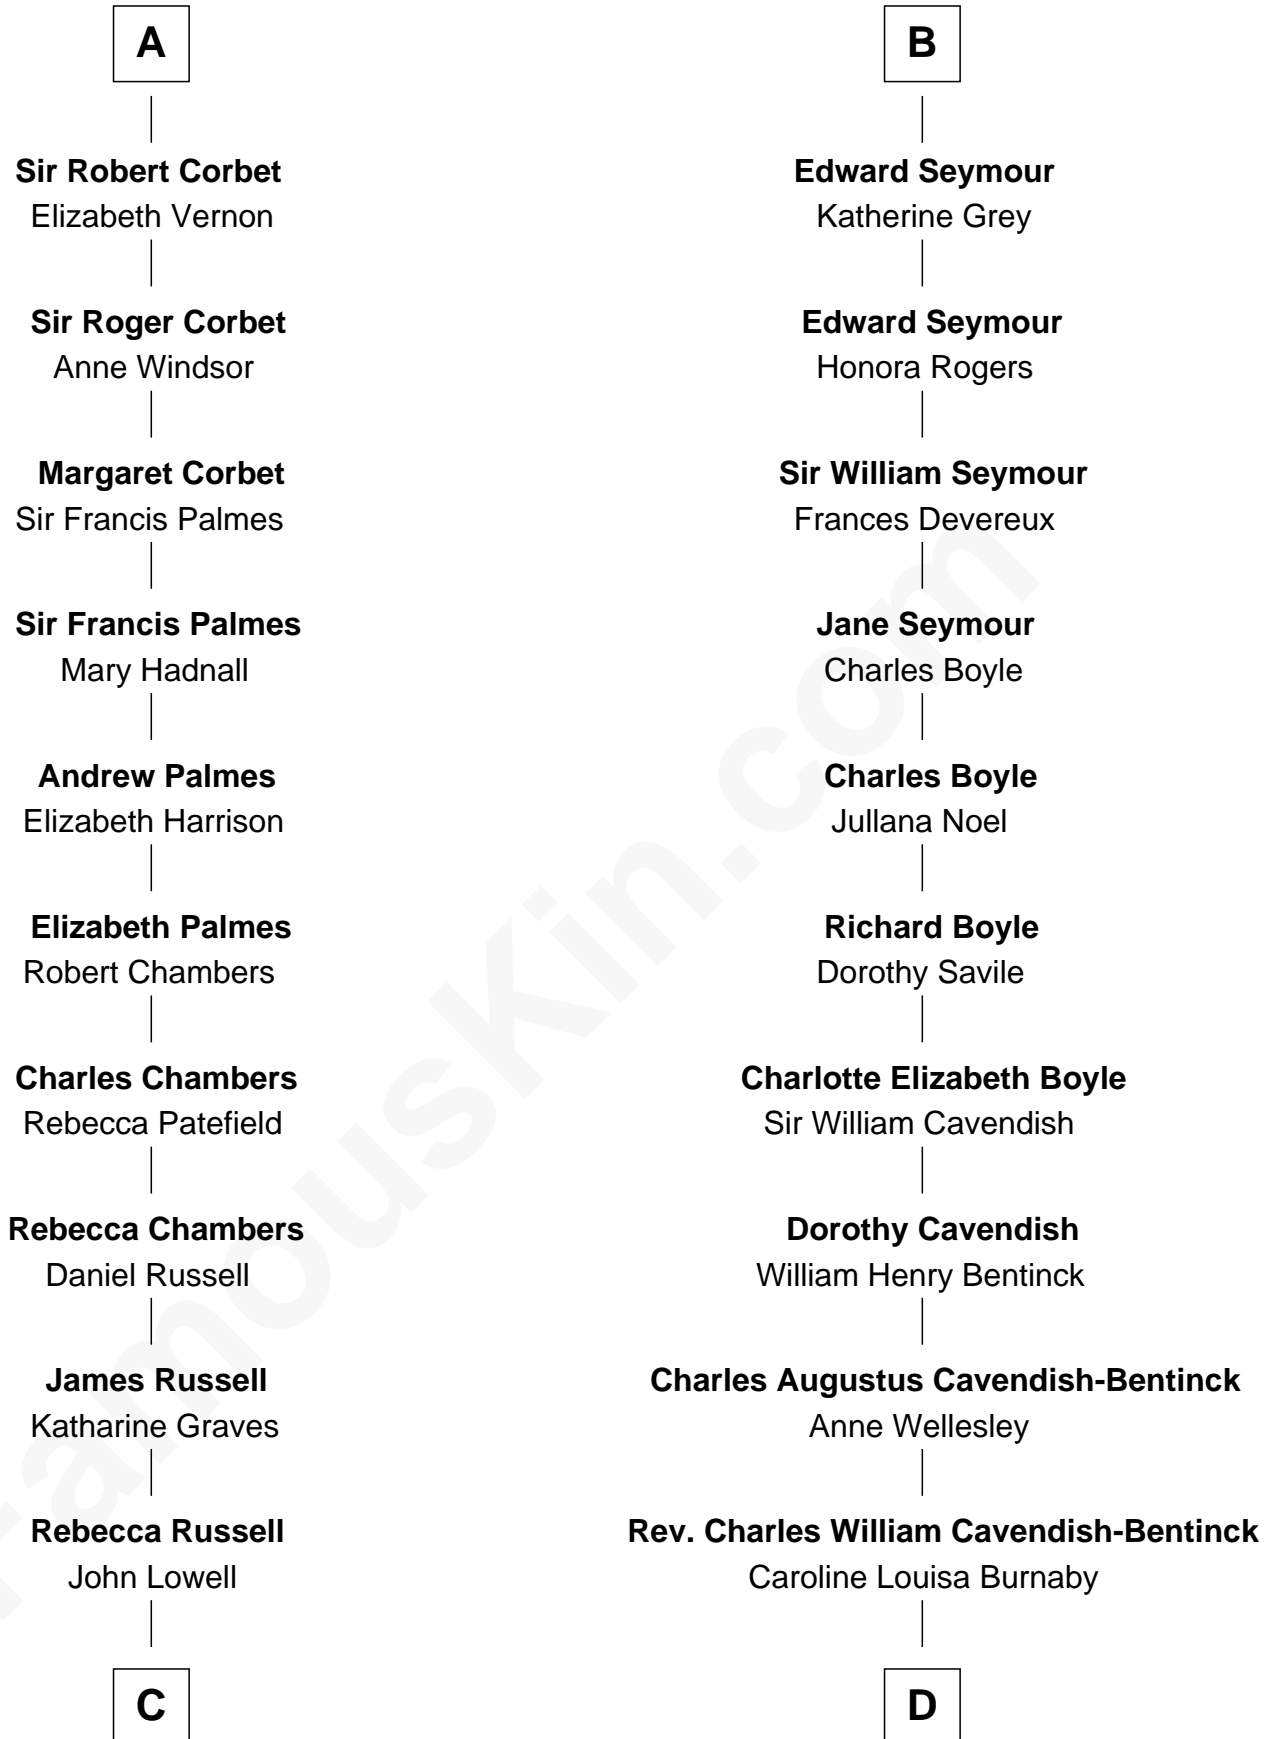 A
Sir Robert Corbet
Elizabeth Vernon
Sir Roger Corbet
Anne Windsor
Margaret Corbet
Sir Francis Palmes
Sir Francis Palmes
Mary Hadnall
Andrew Palmes
Elizabeth Harrison
Elizabeth Palmes
Robert Chambers
Charles Chambers
Rebecca Patefield
Rebecca Chambers
Daniel Russell
James Russell
Katharine Graves
Rebecca Russell
John Lowell
C
B
Edward Seymour
Katherine Grey
Edward Seymour
Honora Rogers
Sir William Seymour
Frances Devereux
Jane Seymour
Charles Boyle
Charles Boyle
Jullana Noel
Richard Boyle
Dorothy Savile
Charlotte Elizabeth Boyle
Sir William Cavendish
Dorothy Cavendish
William Henry Bentinck
Charles Augustus Cavendish-Bentinck
Anne Wellesley
Rev. Charles William Cavendish-Bentinck
Caroline Louisa Burnaby
D
FamousKin.com